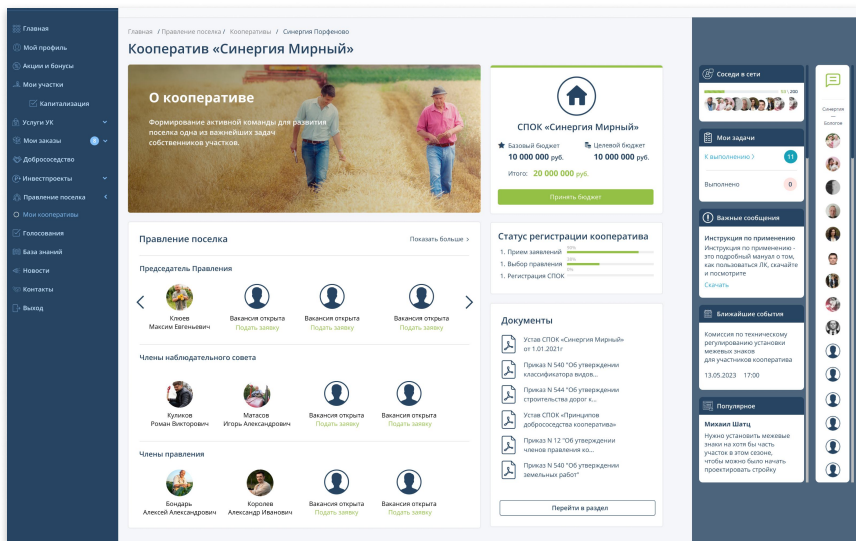 Главная
Мой профиль
Акции и бонусы
Мои участки
Капитализация
Услуги УК
Мои заказы
Добрососедство
Инвестпроекты
Правление поселка
Мои кооперативы
Голосования
База знаний
Новости
Контакты
Выход
Главная / Правление поселка / Кооперативы / Синергия Порфеново
Кооператив «Синергия Мирный»
О кооперативе
Формирование активной команды для развития
поселка одна из важнейших задач
собственников участков.
СПОК «Синергия Мирный»
Базовый бюджет
10 000 000 руб.
Целевой бюджет
10 000 000 руб.
Итого: 20 000 000 руб.
Принять бюджет
Правление поселка
Показать больше >
Председатель Правления
Клюев
Максим Евгеньевич
Вакансия открыта
Подать заявку
Вакансия открыта
Подать заявку
Вакансия открыта
Подать заявку
Члены наблюдательного совета
Куликов
Роман Викторович
Матасов
Игорь Александрович
Вакансия открыта
Подать заявку
Вакансия открыта
Подать заявку
Члены правления
Бондарь
Алексей Александрович
Королев
Александр Иванович
Вакансия открыта
Подать заявку
Вакансия открыта
Подать заявку
Статус регистрации кооператива
1. Прием заявлений
1. Выбор правления
1. Регистрация СПОК
0%
Документы
Устав СПОК «Синергия Мирный»
от 1.01.2021г
Приказ N 540 "Об утверждении
классификатора видов...
Приказ N 544 "Об утверждении
строительства дорог к...
Устав СПОК «Принципов
добрососедства кооператива»
Приказ N 12 "Об утверждении
членов правления ко...
Приказ N 540 "Об утверждении
земельных работ"
Перейти в раздел
Соседи в сети
Мои задачи
К выполнению >
11
Выполнено
0
Важные сообщения
Инструкция по применению
Инструкция по применению -
это подробный мануал о том,
как пользоваться ЛК, скачайте
и посмотрите
Скачать
Ближайшие события
Комиссия по техническому
регулированию установки
межевых знаков
для участников кооператива
13.05.2023 17:00
Популярное
Михаил Шатц
Нужно установить межевые
знаки на хотя бы часть
участок в этом сезоне,
чтобы можно было начать
проектировать стройку
Синергия
—
Бологое